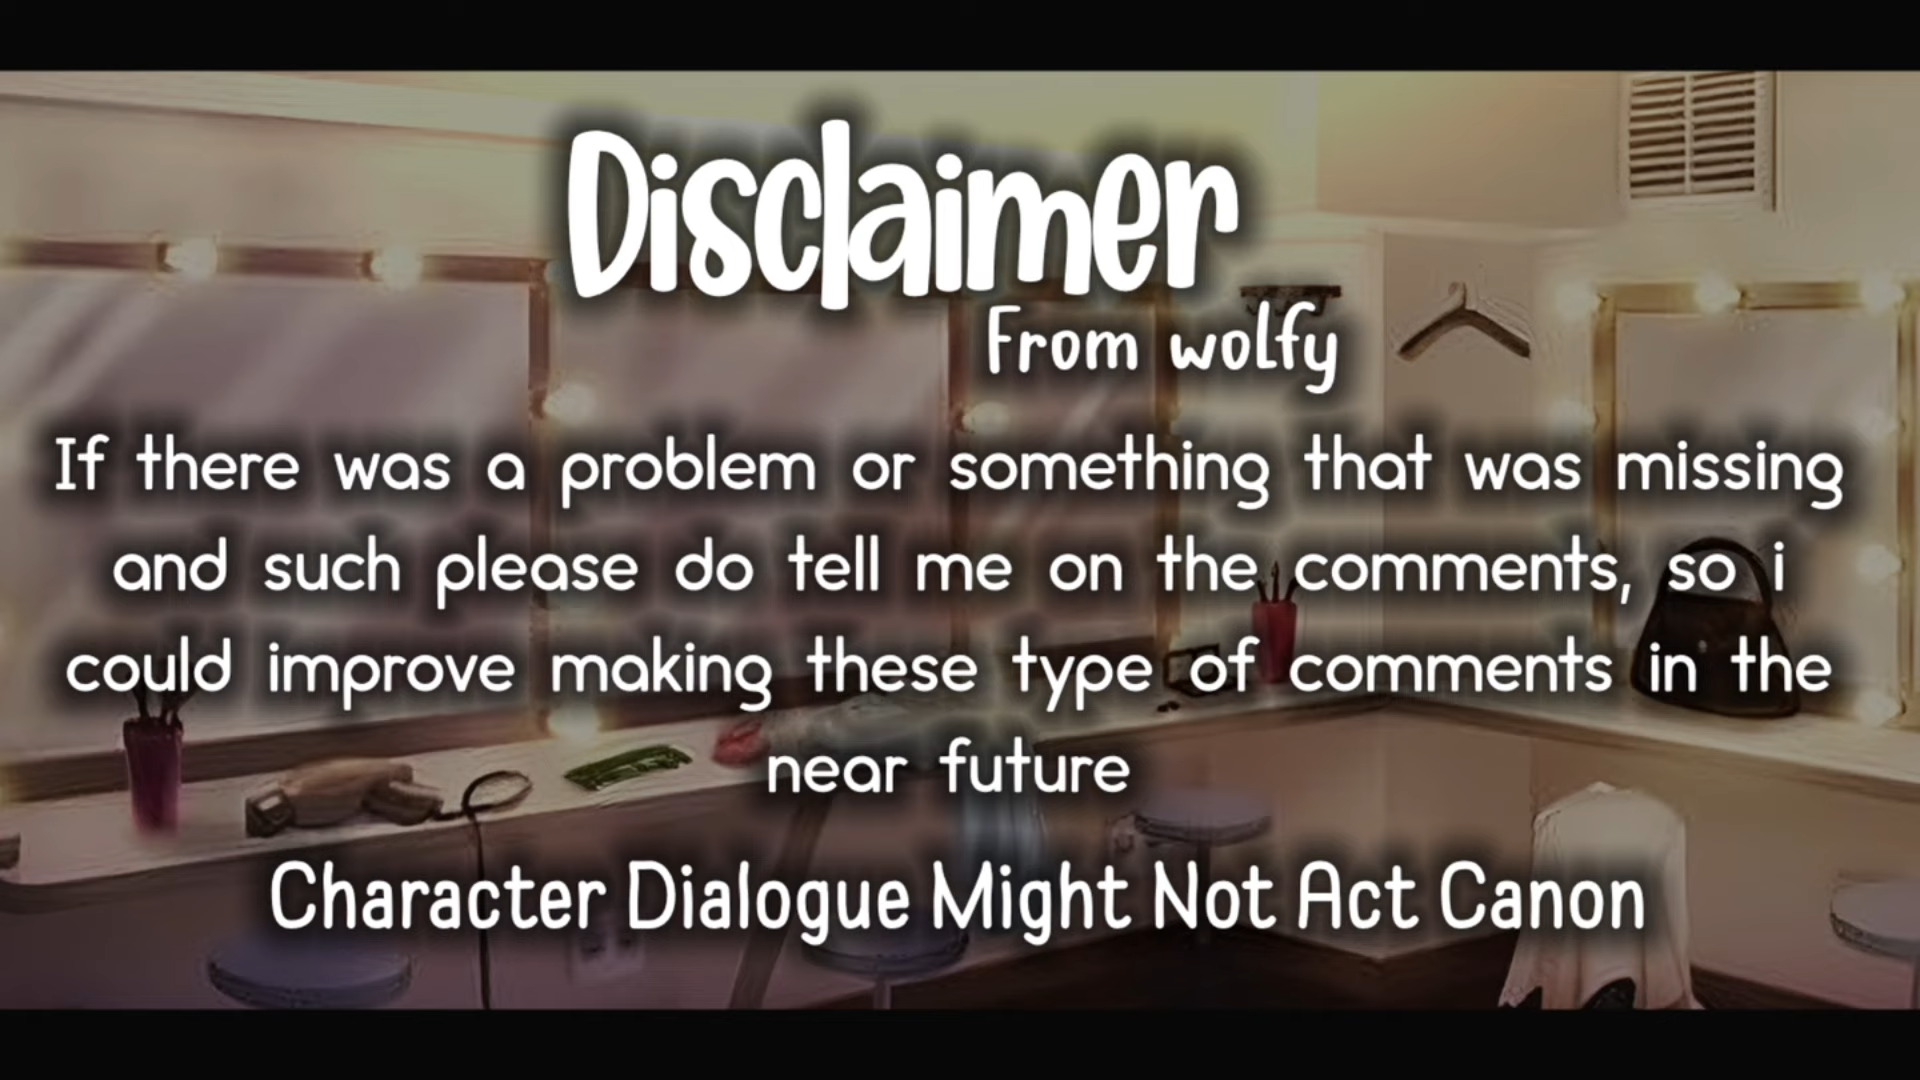 Disclaimer
From wolfy
If there was a problem or something that was missing
and such please do tell me on the comments, so i
could improve making these type of comments in the
near future
Character Dialogue Might Not Act Canon